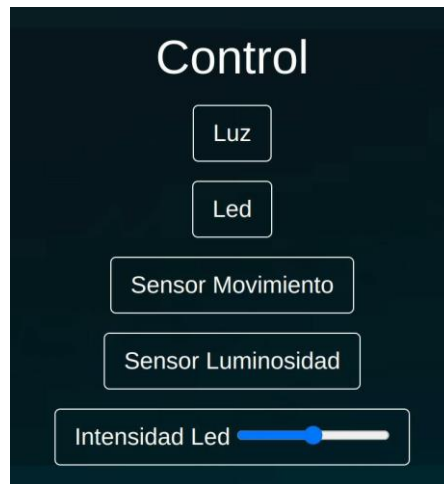 Control
Luz
Led
Sensor Movimiento
Sensor Luminosidad
Intensidad Led